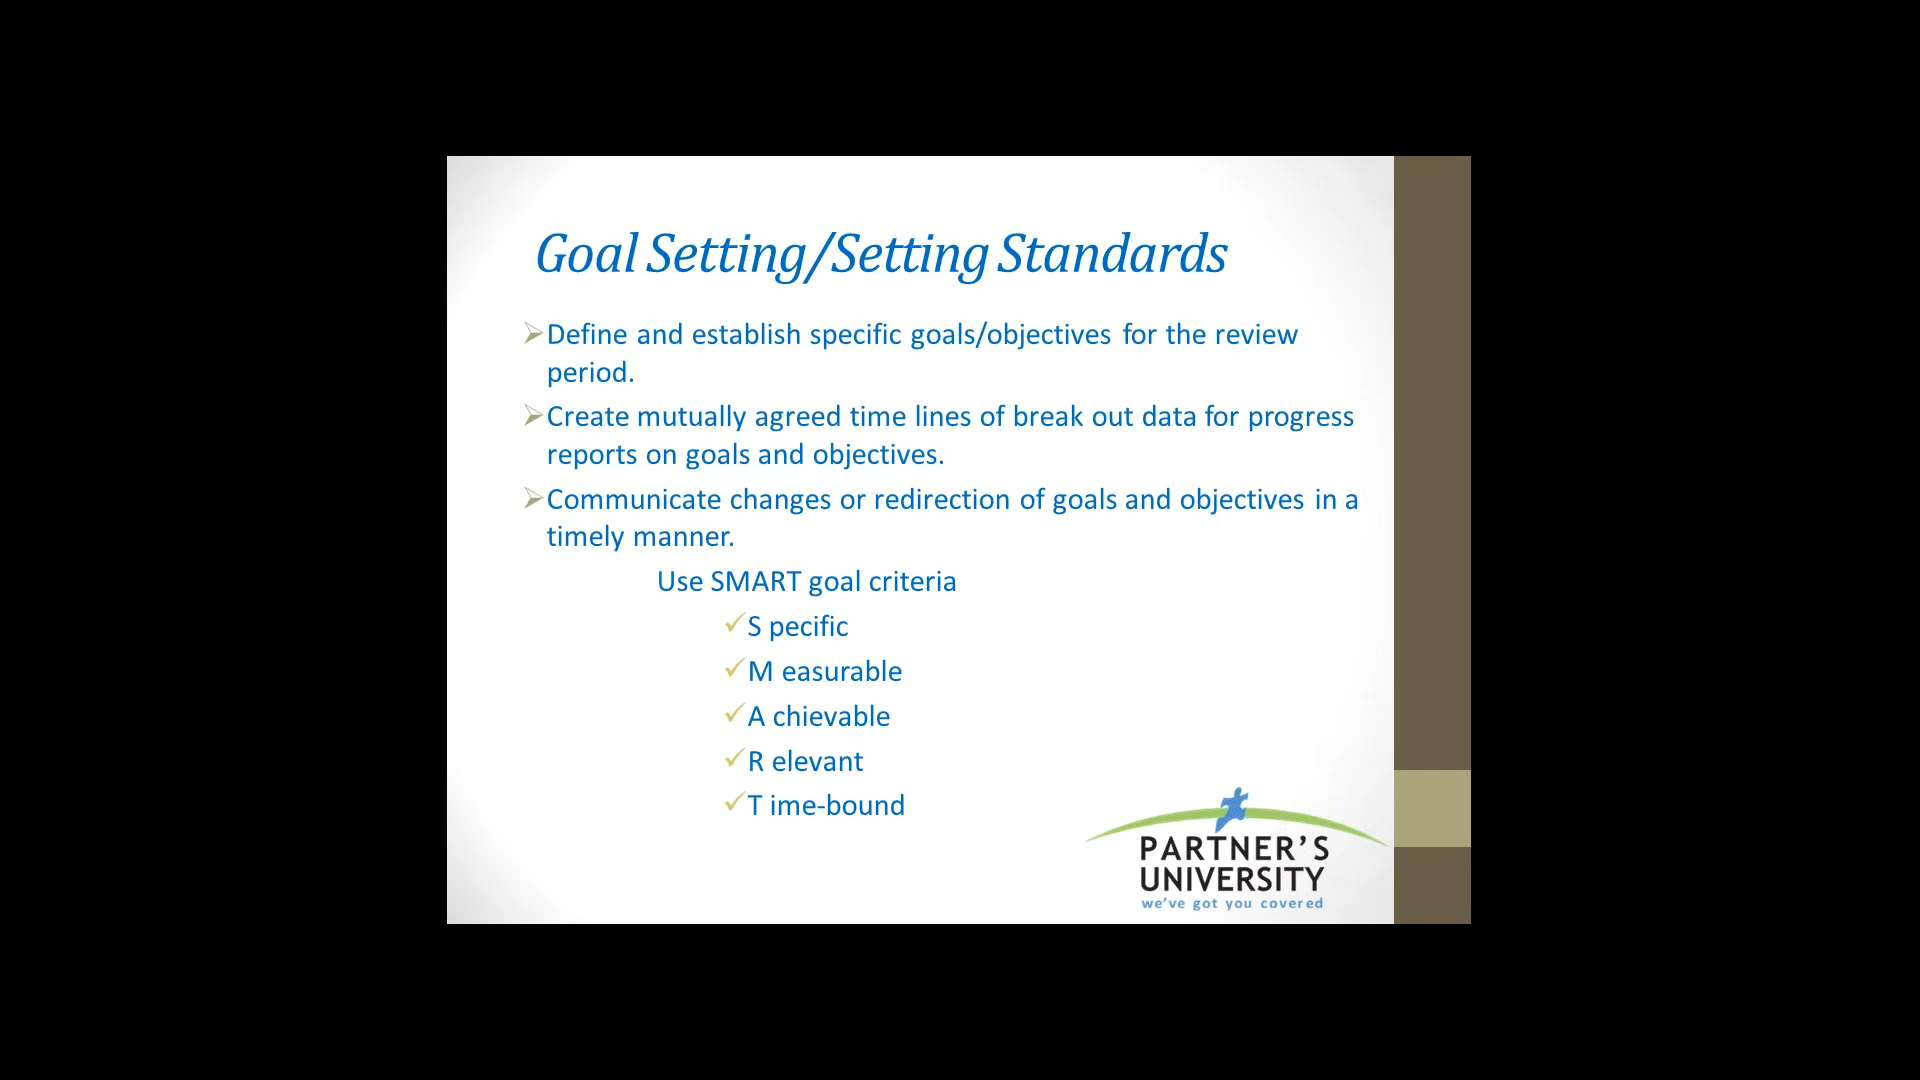 Goal Setting/Setting Standards
Define and establish specific goals/objectives for the review
period.
Create mutually agreed time lines of break out data for progress
reports on goals and objectives.
Communicate changes or redirection of goals and objectives in a
timely manner.
Use SMART goal criteria
S pecific
M easurable
A chievable
R elevant
T ime-bound
PARTNER'S
UNIVERSITY
we've got you covered